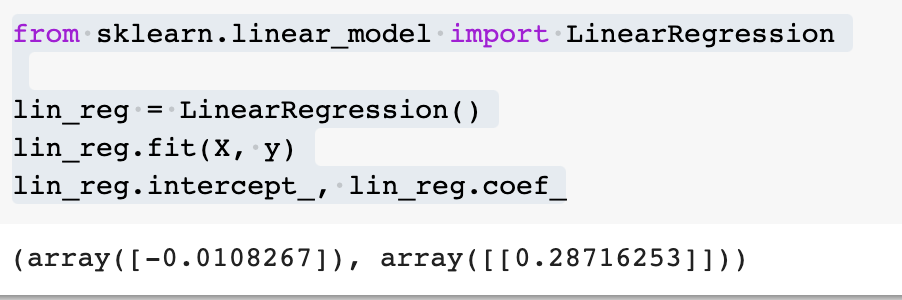 from sklearn.linear_model import LinearRegression
lin_reg = LinearRegression()
lin_reg.fit(X, y)
lin_reg.intercept_, lin_reg.coef_
(array([-0.0108267]), array([[0.28716253]]))